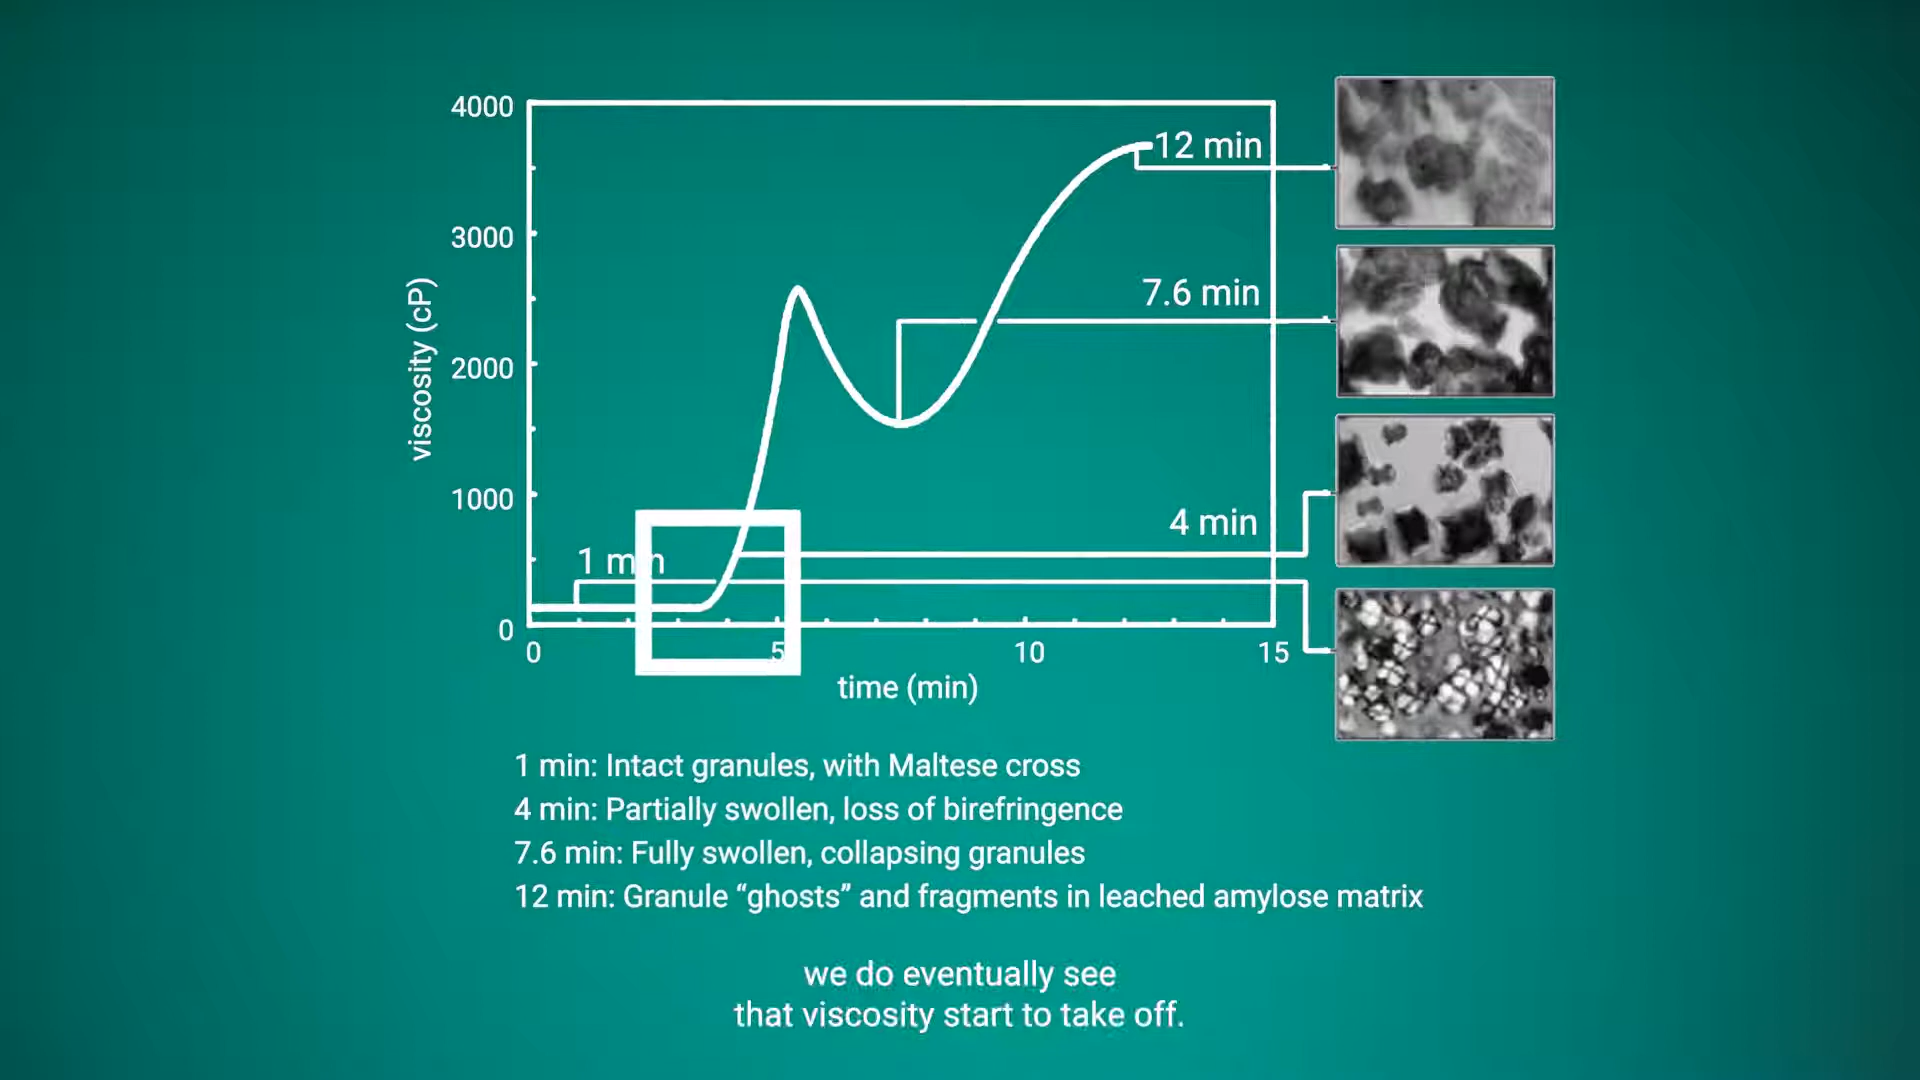 4000
12 min
3000
7.6 min
viscosity (cP)
2000
1000
4 min
1 min
0
0
5
10
15
time (min)
1 min: Intact granules, with Maltese cross
4 min: Partially swollen, loss of birefringence
7.6 min: Fully swollen, collapsing granules
12 min: Granule “ghosts” and fragments in leached amylose matrix
we do eventually see
that viscosity start to take off.